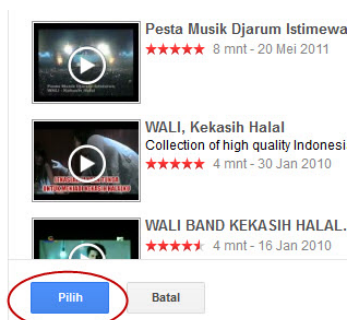 Pesta Musik Djarum Istimewa
8 mnt - 20 Mei 2011
WALI, Kekasih Halal
Collection of high quality Indonesi
4 mnt - 30 Jan 2010
WALI BAND KEKASIH HALAL.
4 mnt - 16 Jan 2010
Pilih
Batal